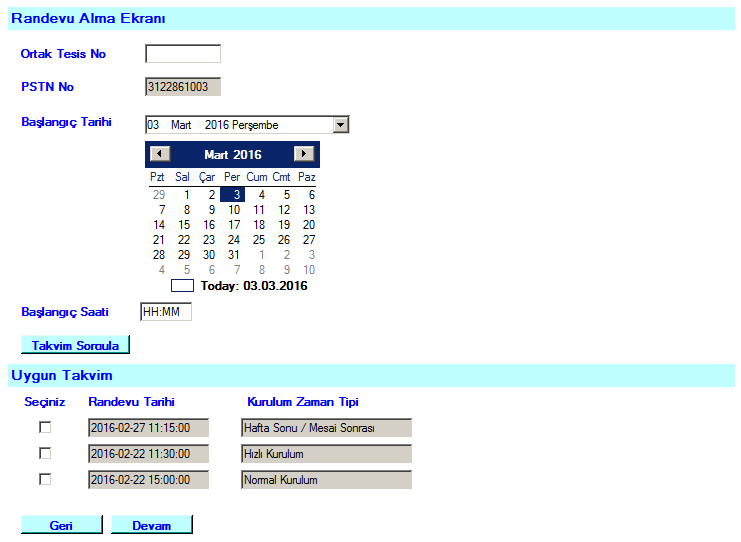 Randevu Alma Ekranı
Ortak Tesis No
PSTN No 3122861003
Başlangıç Tarihi 03 Mart 2016 Perşembe
Mart 2016
Pzt Sal Çar Per Cum Cmt Paz
29 1 2 3 4 5 6
7 8 9 10 11 12 13
14 15 16 17 18 19 20
21 22 23 24 25 26 27
28 29 30 31 1 2 3
4 5 6 7 8 9 10
Today: 03.03.2016
Başlangıç Saati HH:MM
Takvim Sorgula
Uygun Takvim
Seçiniz Randevu Tarihi Kurulum Zaman Tipi
2016-02-27 11:15:00 Hafta Sonu / Mesai Sonrası
2016-02-22 11:30:00 Hızlı Kurulum
2016-02-22 15:00:00 Normal Kurulum
Geri Devam